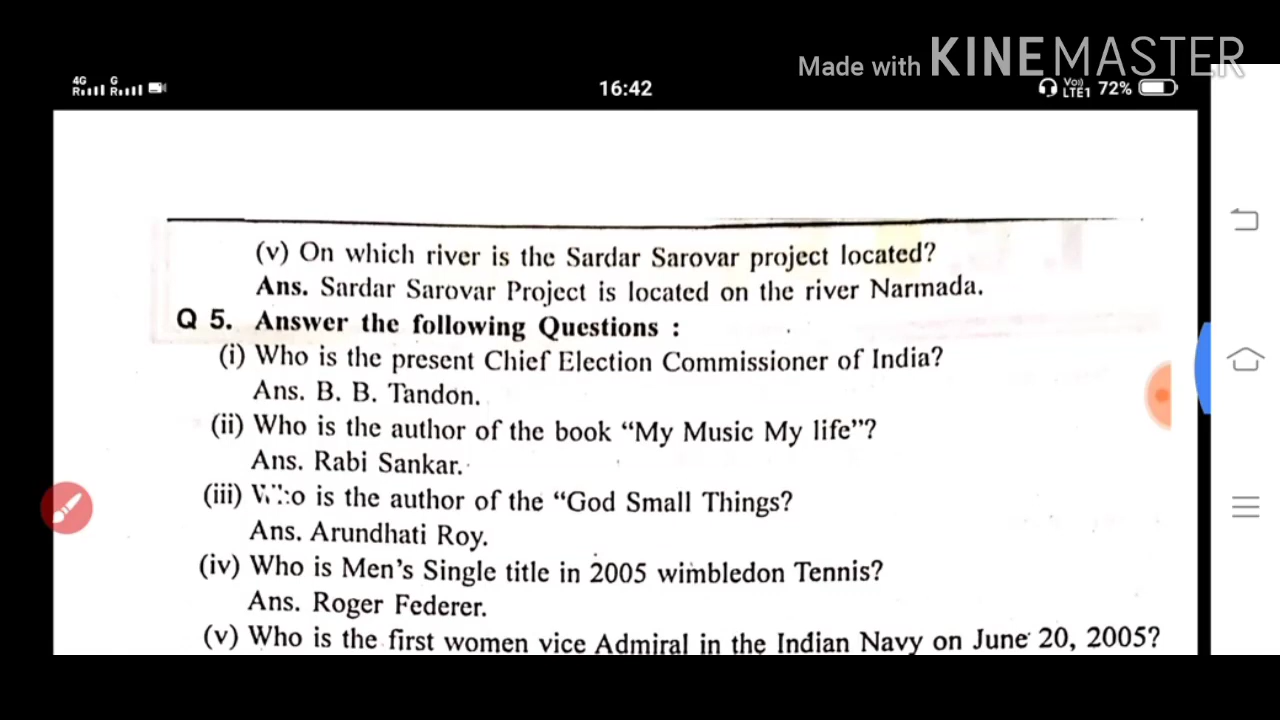 Made with KINEMASTER
4G G
R R 16:42 Vo)) LTE1 72%
(v) On which river is the Sardar Sarovar project located?
Ans. Sardar Sarovar Project is located on the river Narmada.
Q 5. Answer the following Questions :
(i) Who is the present Chief Election Commissioner of India?
Ans. B. B. Tandon.
(ii) Who is the author of the book “My Music My life”?
Ans. Rabi Sankar.
(iii) is the author of the “God Small Things?
Ans. Arundhati Roy.
(iv) Who is Men’s Single title in 2005 wimbledon Tennis?
Ans. Roger Federer.
(v) Who is the first women vice Admiral in the Indian Navy on June 20, 2005?